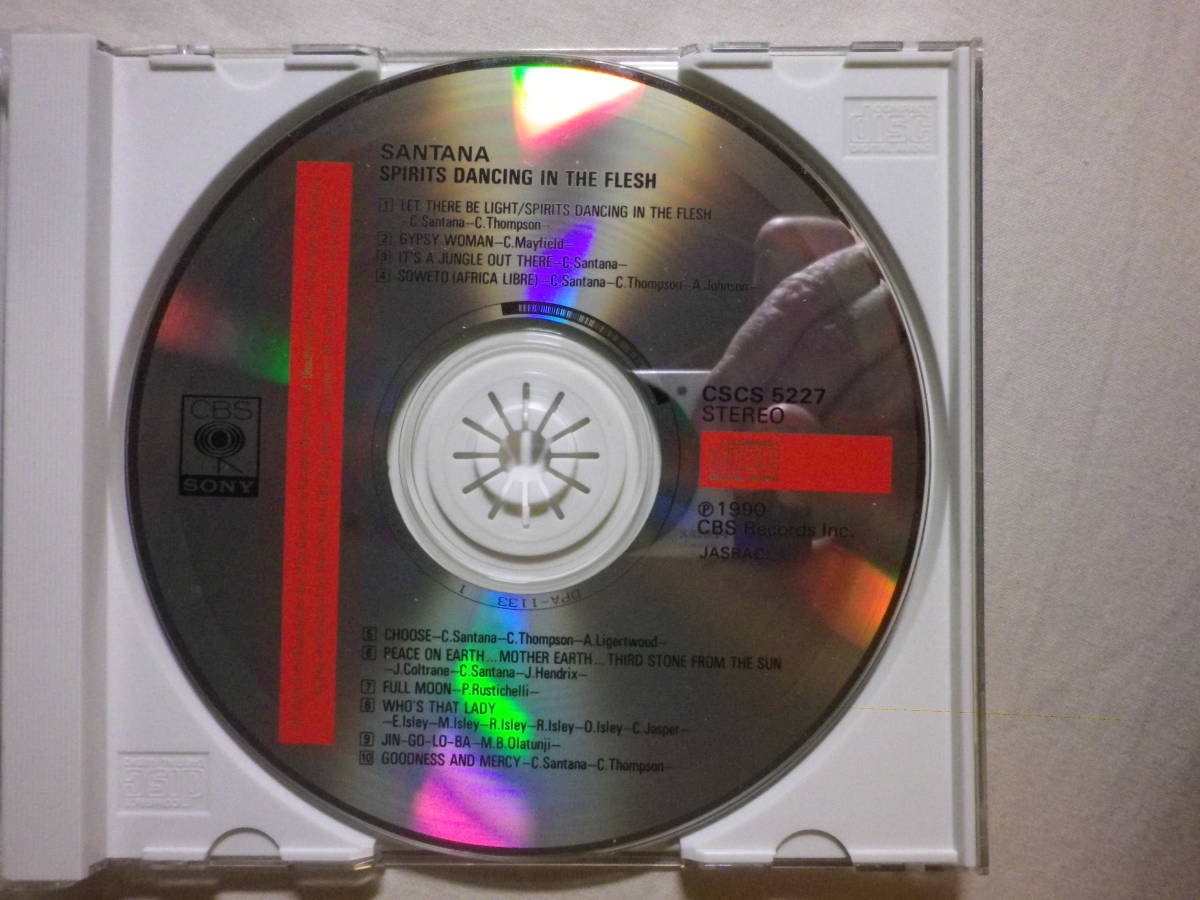 SANTANA
SPIRITS DANCING IN THE FLESH
1 LET THERE BE LIGHT/SPIRITS DANCING IN THE FLESH
–C.Santana–C.Thompson–
2 GYPSY WOMAN–C.Mayfield–
3 IT'S A JUNGLE OUT THERE–C.Santana–
4 SOWETO (AFRICA LIBRE)–C.Santana–C.Thompson–A.Johnson–
CBS
SONY
CSCS 5227
STEREO
COMPACT
disc
℗1990
CBS Records Inc.
JASRAC
DPA-1133 1
5 CHOOSE–C.Santana–C.Thompson–A.Ligertwood–
6 PEACE ON EARTH...MOTHER EARTH...THIRD STONE FROM THE SUN
–J.Coltrane–C.Santana–J.Hendrix–
7 FULL MOON–P.Rustichelli–
8 WHO'S THAT LADY
–E.Isley–M.Isley–R.Isley–R.Isley–O.Isley–C.Jasper–
9 JIN-GO-LO-BA–M.B.Olatunji–
10 GOODNESS AND MERCY–C.Santana–C.Thompson–